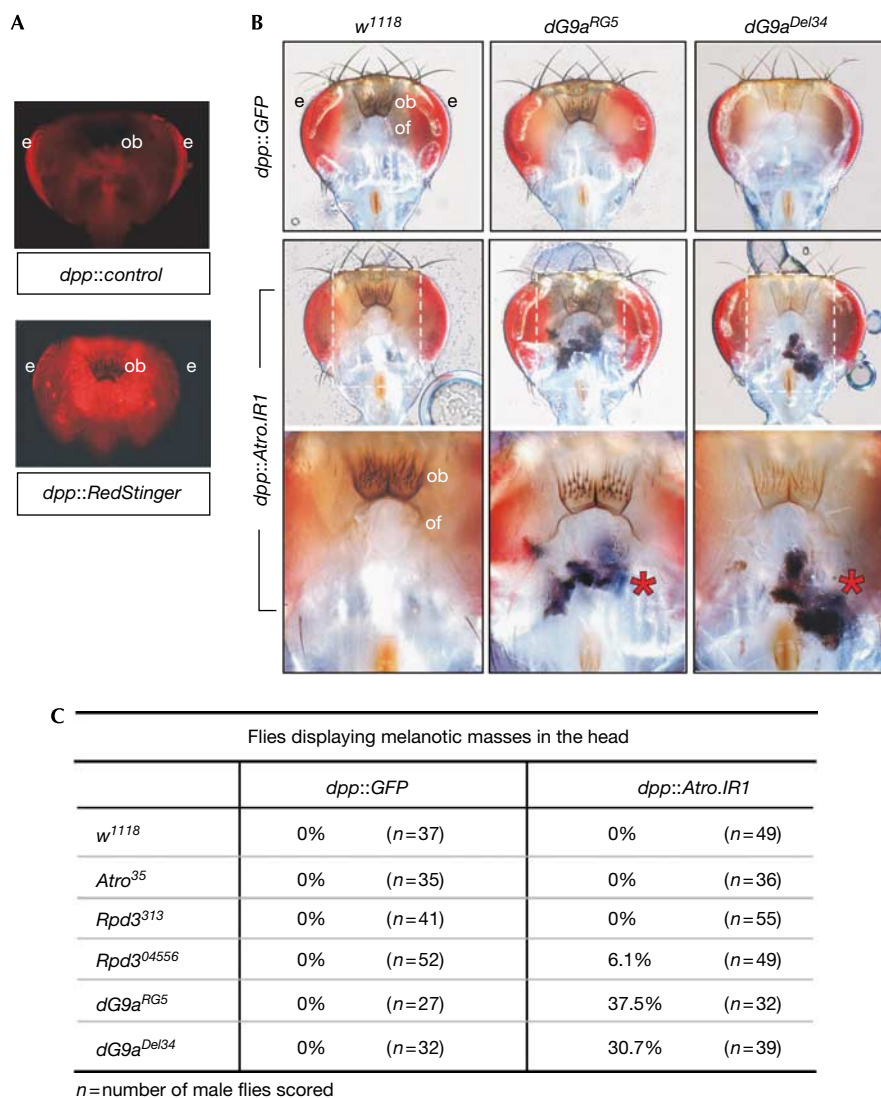 A
e ob e
dpp::control
e ob e
dpp::RedStinger
B
w1118 dG9aRG5 dG9aDel34
dpp::GFP
e ob e
of
dpp::Atro.IR1
ob
of
*
*
C
Flies displaying melanotic masses in the head
dpp::GFP dpp::Atro.IR1
w1118 0% (n=37) 0% (n=49)
Atro35 0% (n=35) 0% (n=36)
Rpd3313 0% (n=41) 0% (n=55)
Rpd304556 0% (n=52) 6.1% (n=49)
dG9aRG5 0% (n=27) 37.5% (n=32)
dG9aDel34 0% (n=32) 30.7% (n=39)
n=number of male flies scored